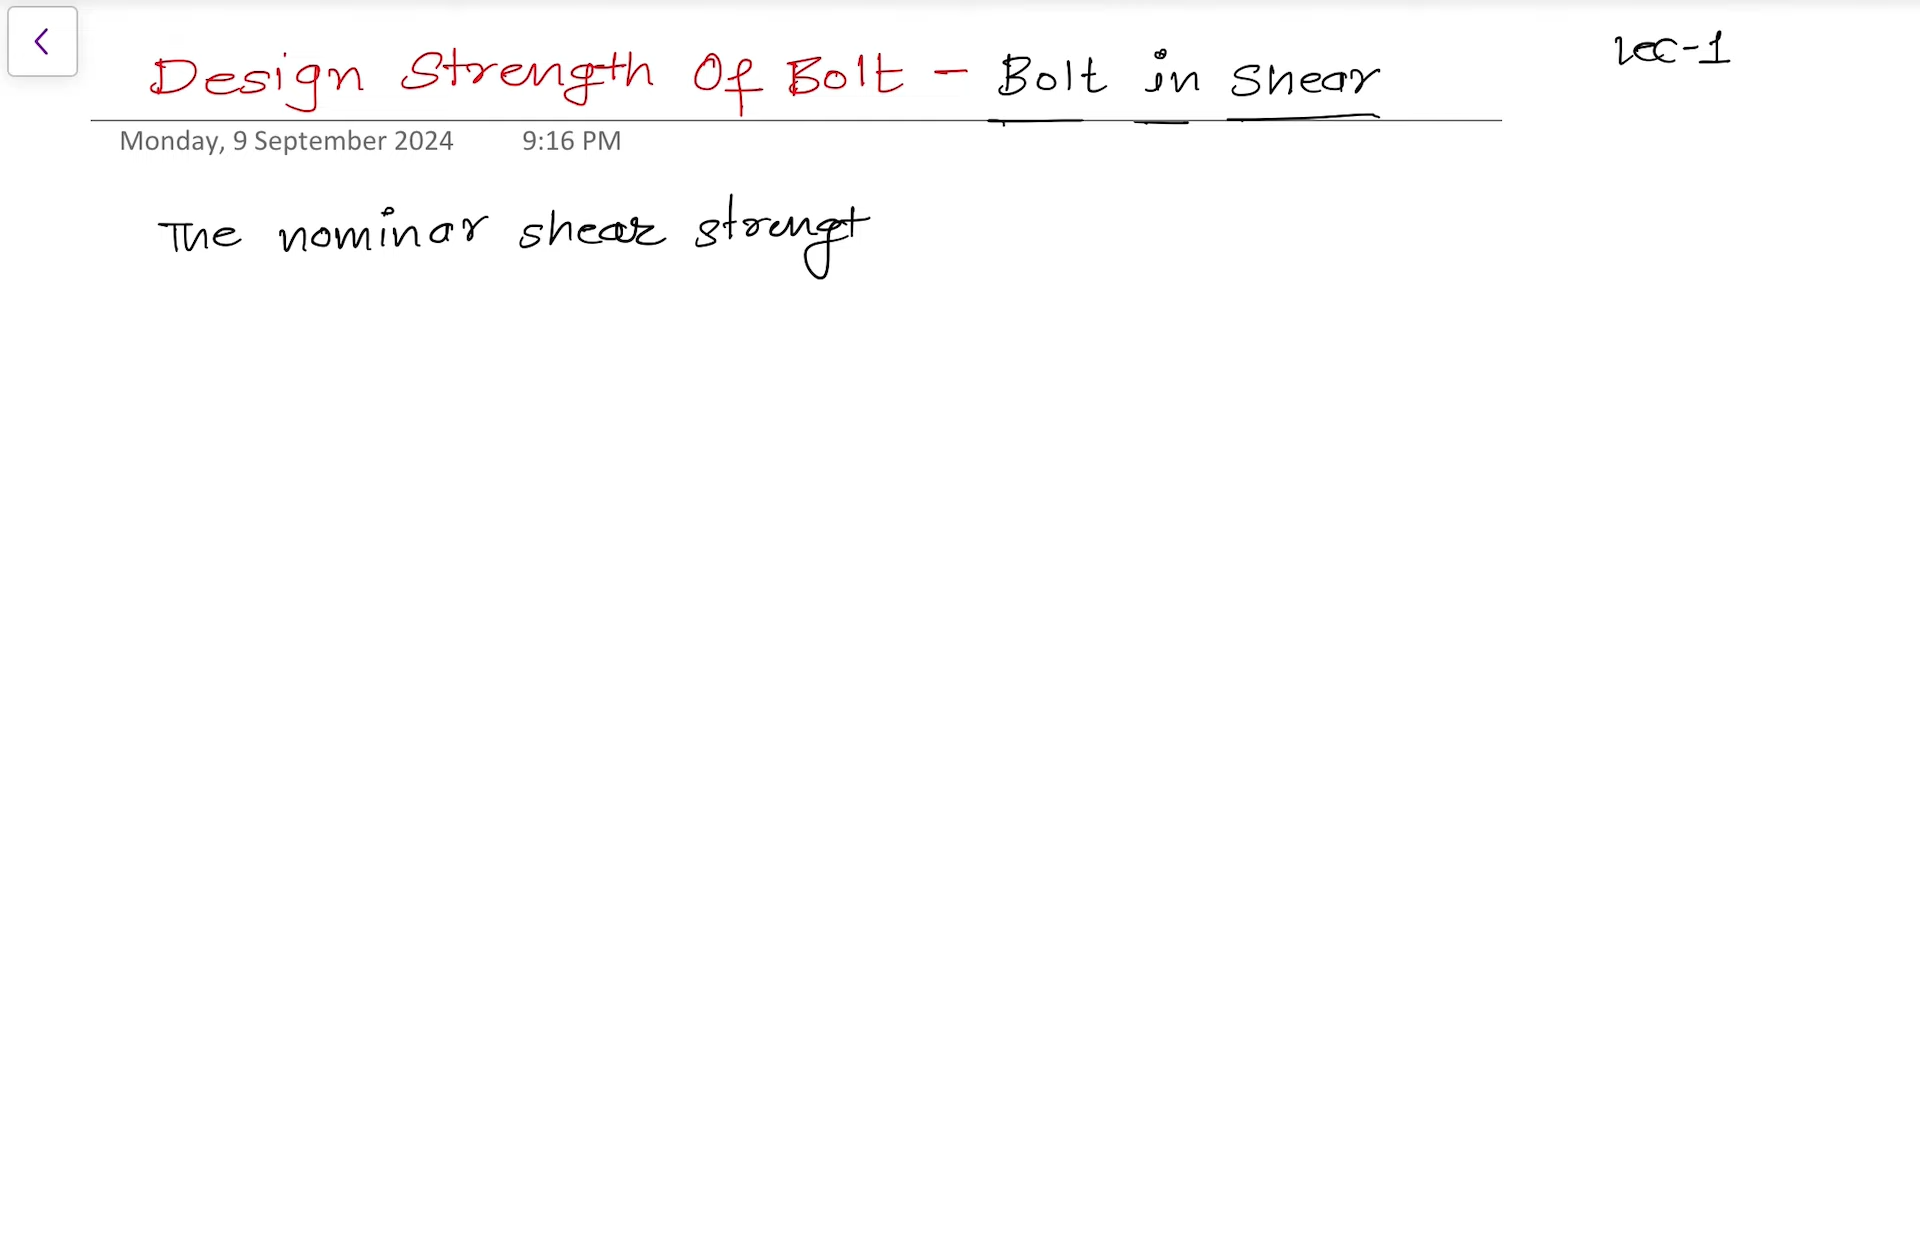 Design Strength Of Bolt - Bolt in Shear
Lec-1
Monday, 9 September 2024 9:16 PM
The nominar shear strengt